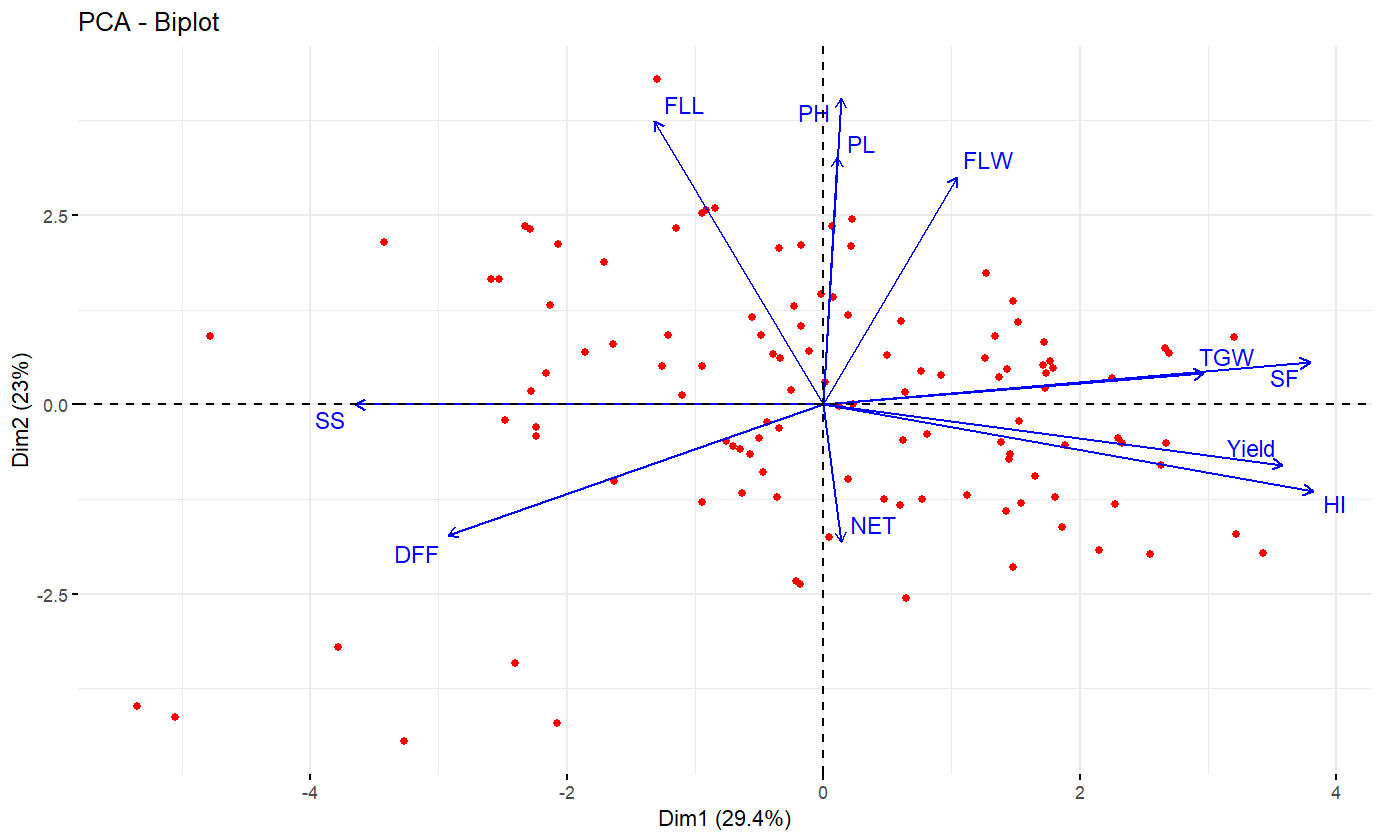 PCA - Biplot
FLL
PH
PL
FLW
2.5
TGW
SF
0.0
SS
Yield
HI
NET
DFF
-2.5
-4
-2
0
2
4
Dim1 (29.4%)
Dim2 (23%)